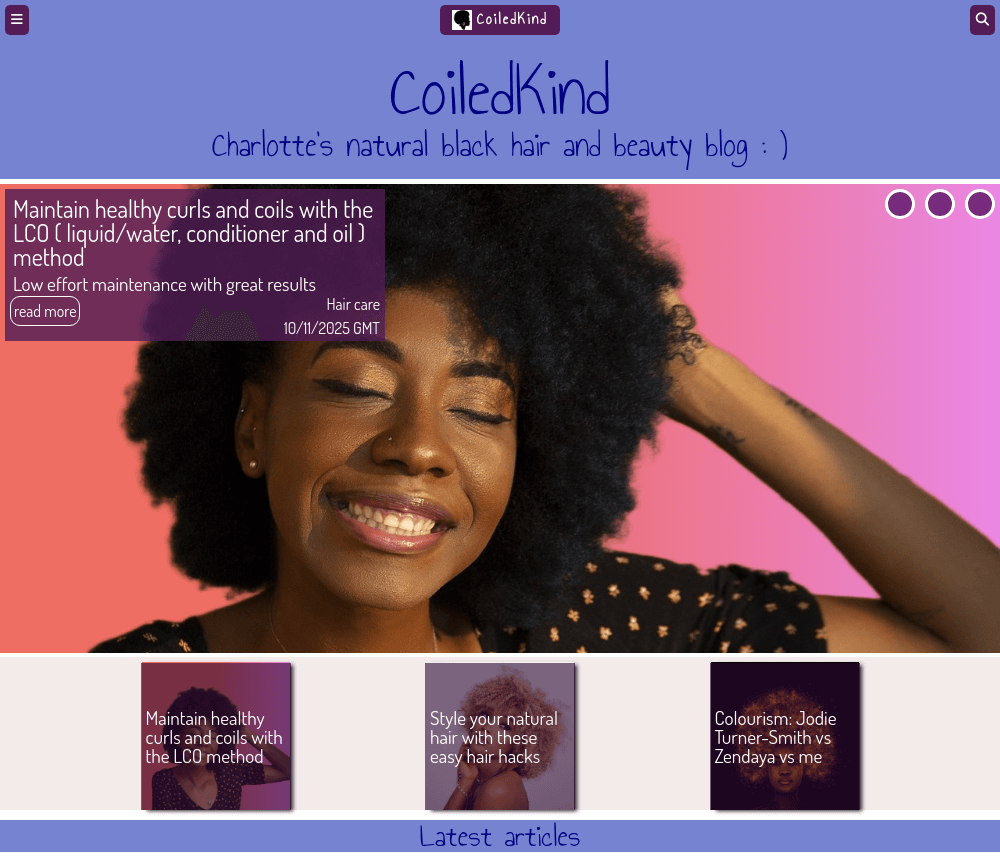 CoiledKind
CoiledKind
Charlotte's natural black hair and beauty blog : )
Maintain healthy curls and coils with the
LCO ( liquid/water, conditioner and oil )
method
Low effort maintenance with great results
read more
Hair care
10/11/2025 GMT
Maintain healthy
curls and coils with
the LCO method
Style your natural
hair with these
easy hair hacks
Colourism: Jodie
Turner-Smith vs
Zendaya vs me
Latest articles